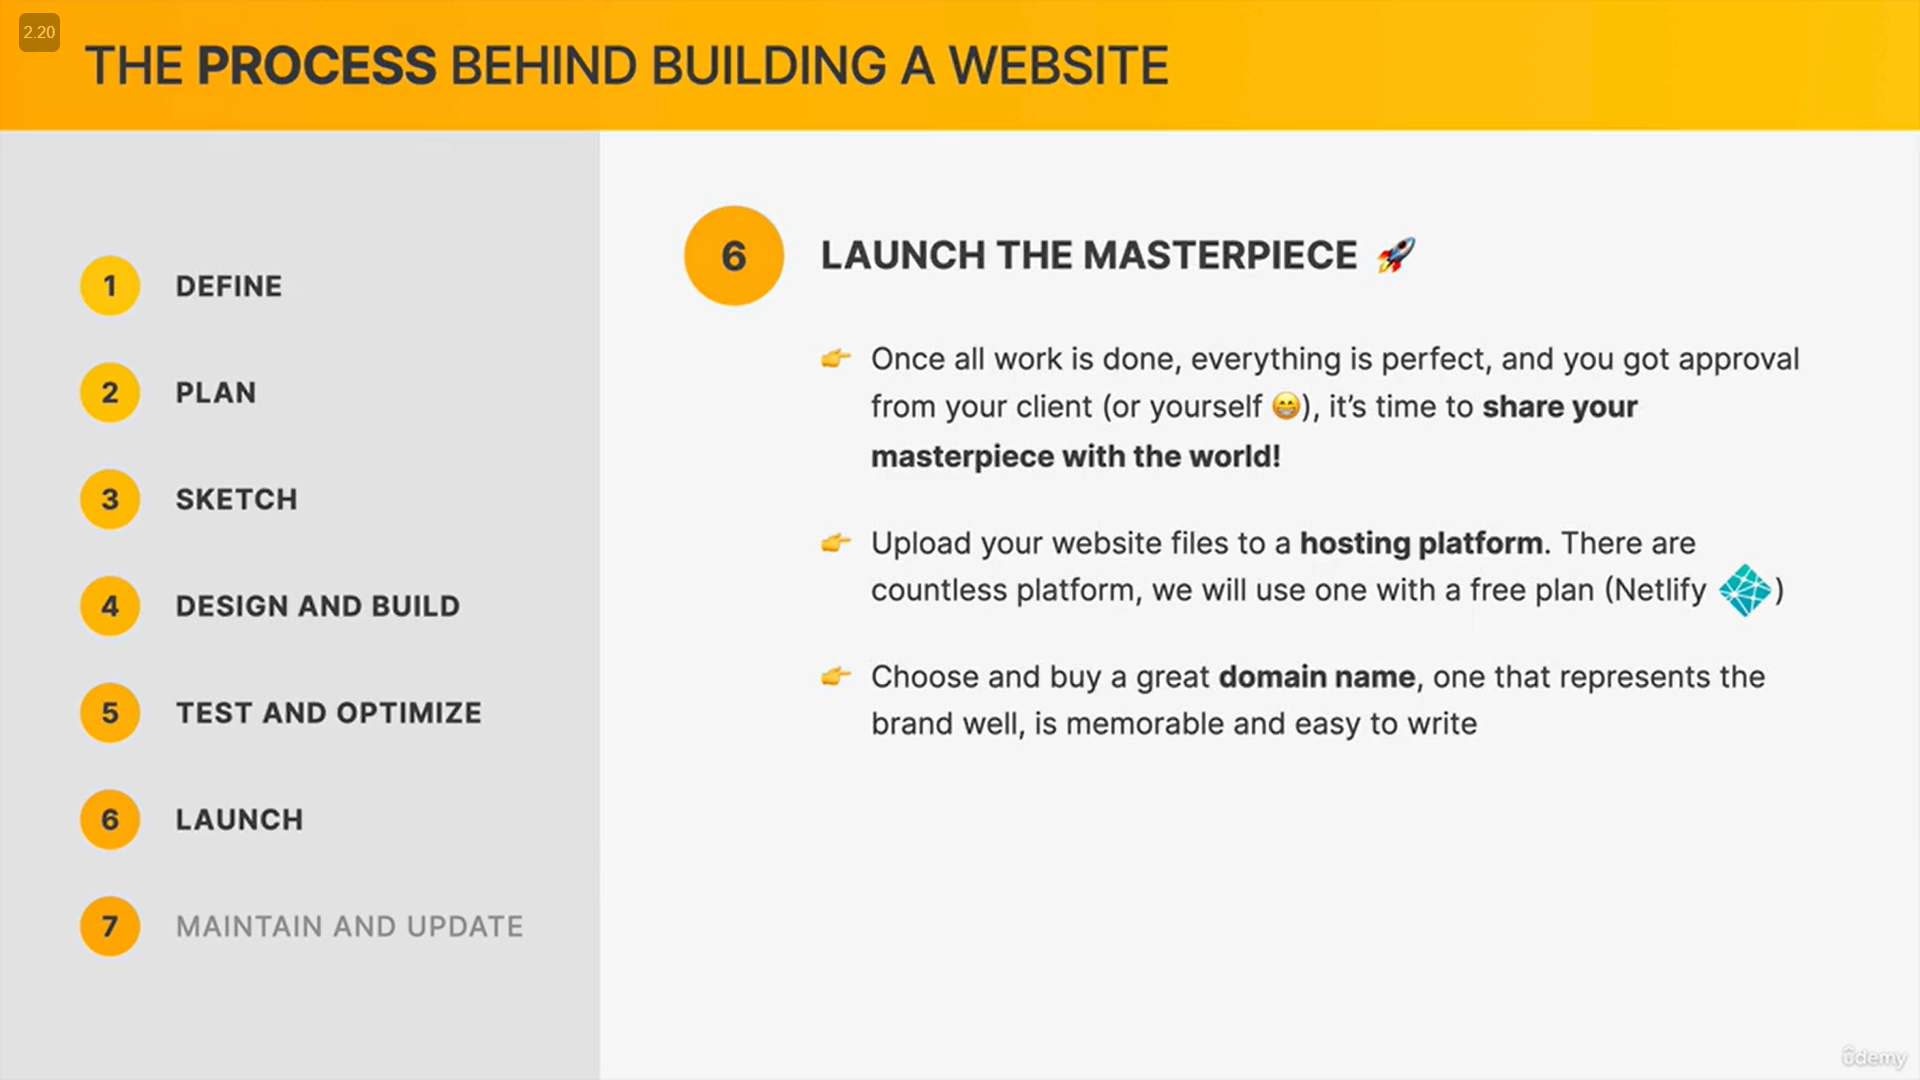 2.20
THE PROCESS BEHIND BUILDING A WEBSITE
1 DEFINE
2 PLAN
3 SKETCH
4 DESIGN AND BUILD
5 TEST AND OPTIMIZE
6 LAUNCH
7 MAINTAIN AND UPDATE
6 LAUNCH THE MASTERPIECE 🚀
👉 Once all work is done, everything is perfect, and you got approval
from your client (or yourself 😁), it’s time to share your
masterpiece with the world!
👉 Upload your website files to a hosting platform. There are
countless platform, we will use one with a free plan (Netlify )
👉 Choose and buy a great domain name, one that represents the
brand well, is memorable and easy to write
ûdemy